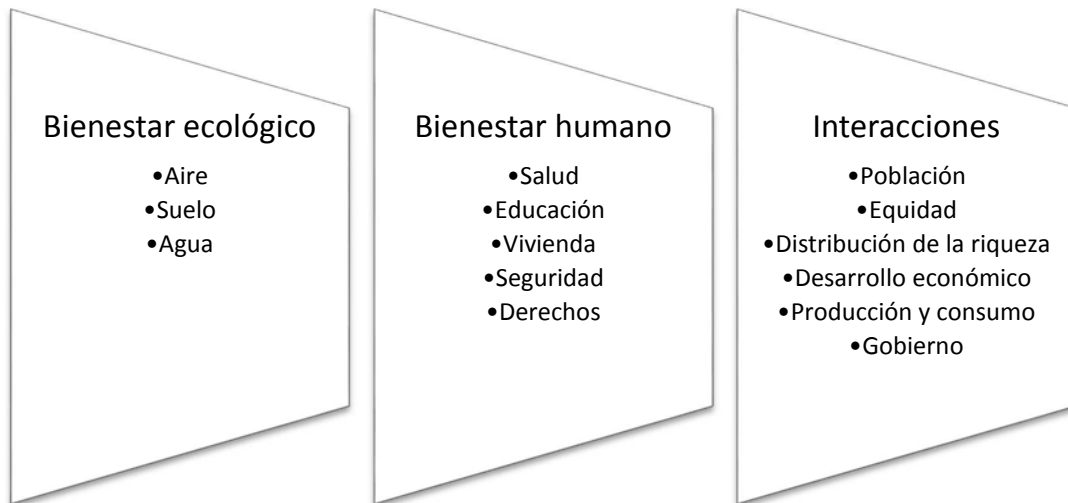 Bienestar ecológico
•Aire
•Suelo
•Agua
Bienestar humano
•Salud
•Educación
•Vivienda
•Seguridad
•Derechos
Interacciones
•Población
•Equidad
•Distribución de la riqueza
•Desarrollo económico
•Producción y consumo
•Gobierno